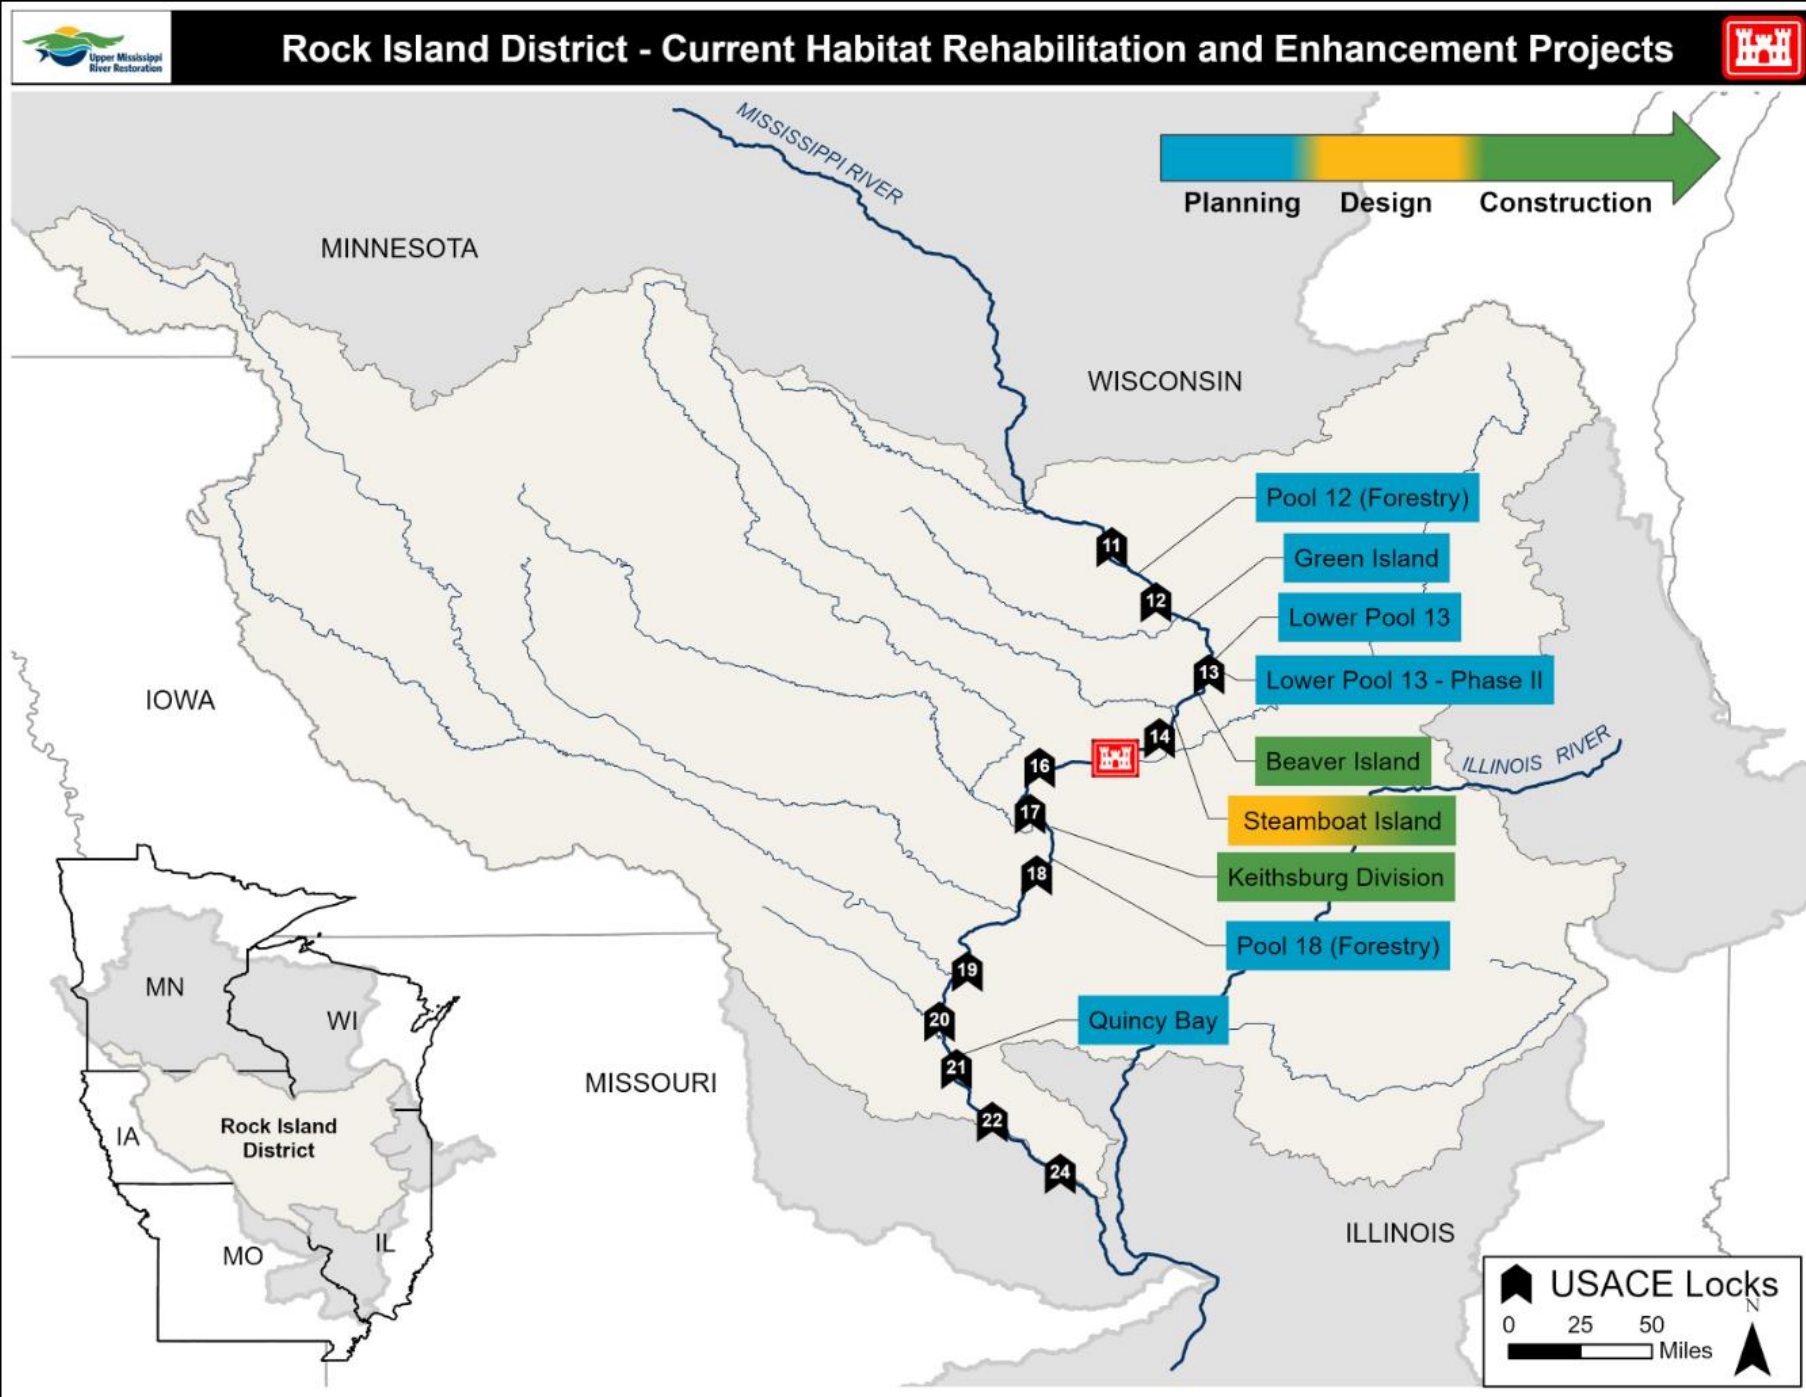 Upper Mississippi
River Restoration
Rock Island District - Current Habitat Rehabilitation and Enhancement Projects
MISSISSIPPI RIVER
Planning
Design
Construction
MINNESOTA
WISCONSIN
Pool 12 (Forestry)
11
Green Island
12
Lower Pool 13
13
Lower Pool 13 - Phase II
IOWA
14
ILLINOIS RIVER
16
Beaver Island
17
Steamboat Island
18
Keithsburg Division
Pool 18 (Forestry)
19
20
Quincy Bay
21
MISSOURI
22
24
ILLINOIS
MN
WI
Rock Island
District
IA
MO
IL
USACE Locks
N
0 25 50
Miles